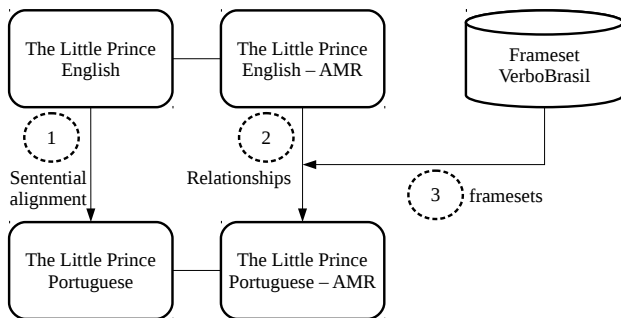 The Little Prince
English
The Little Prince
English – AMR
Frameset
VerboBrasil
1
2
Sentential
alignment
Relationships
3
framesets
The Little Prince
Portuguese
The Little Prince
Portuguese – AMR